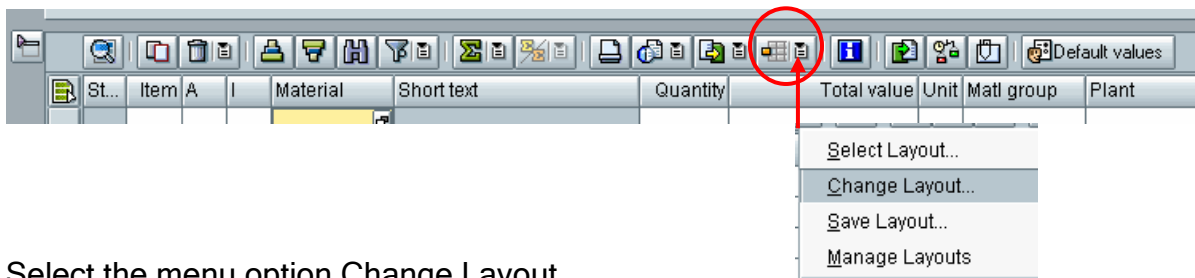 Default values
St... Item A I Material Short text Quantity Total value Unit Matl group Plant
Select Layout...
Change Layout...
Save Layout...
Manage Layouts
Select the menu option Change Layout